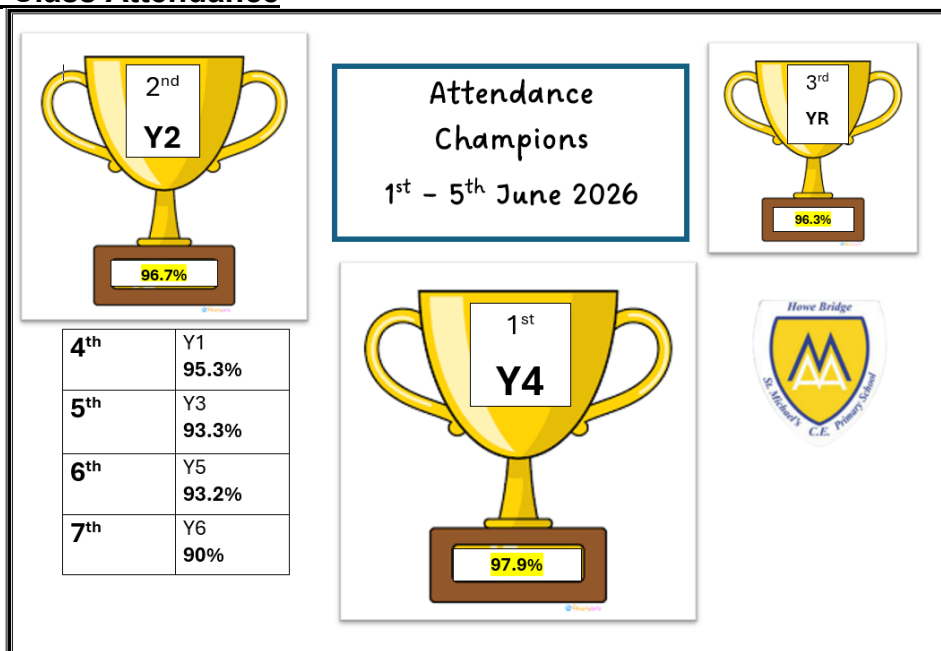 Class Attendance
2nd
Y2
96.7%
Attendance
Champions
1st – 5th June 2026
3rd
YR
96.3%
1st
Y4
97.9%
Howe Bridge
St. Michael's C.E. Primary School
4th Y1
95.3%
5th Y3
93.3%
6th Y5
93.2%
7th Y6
90%